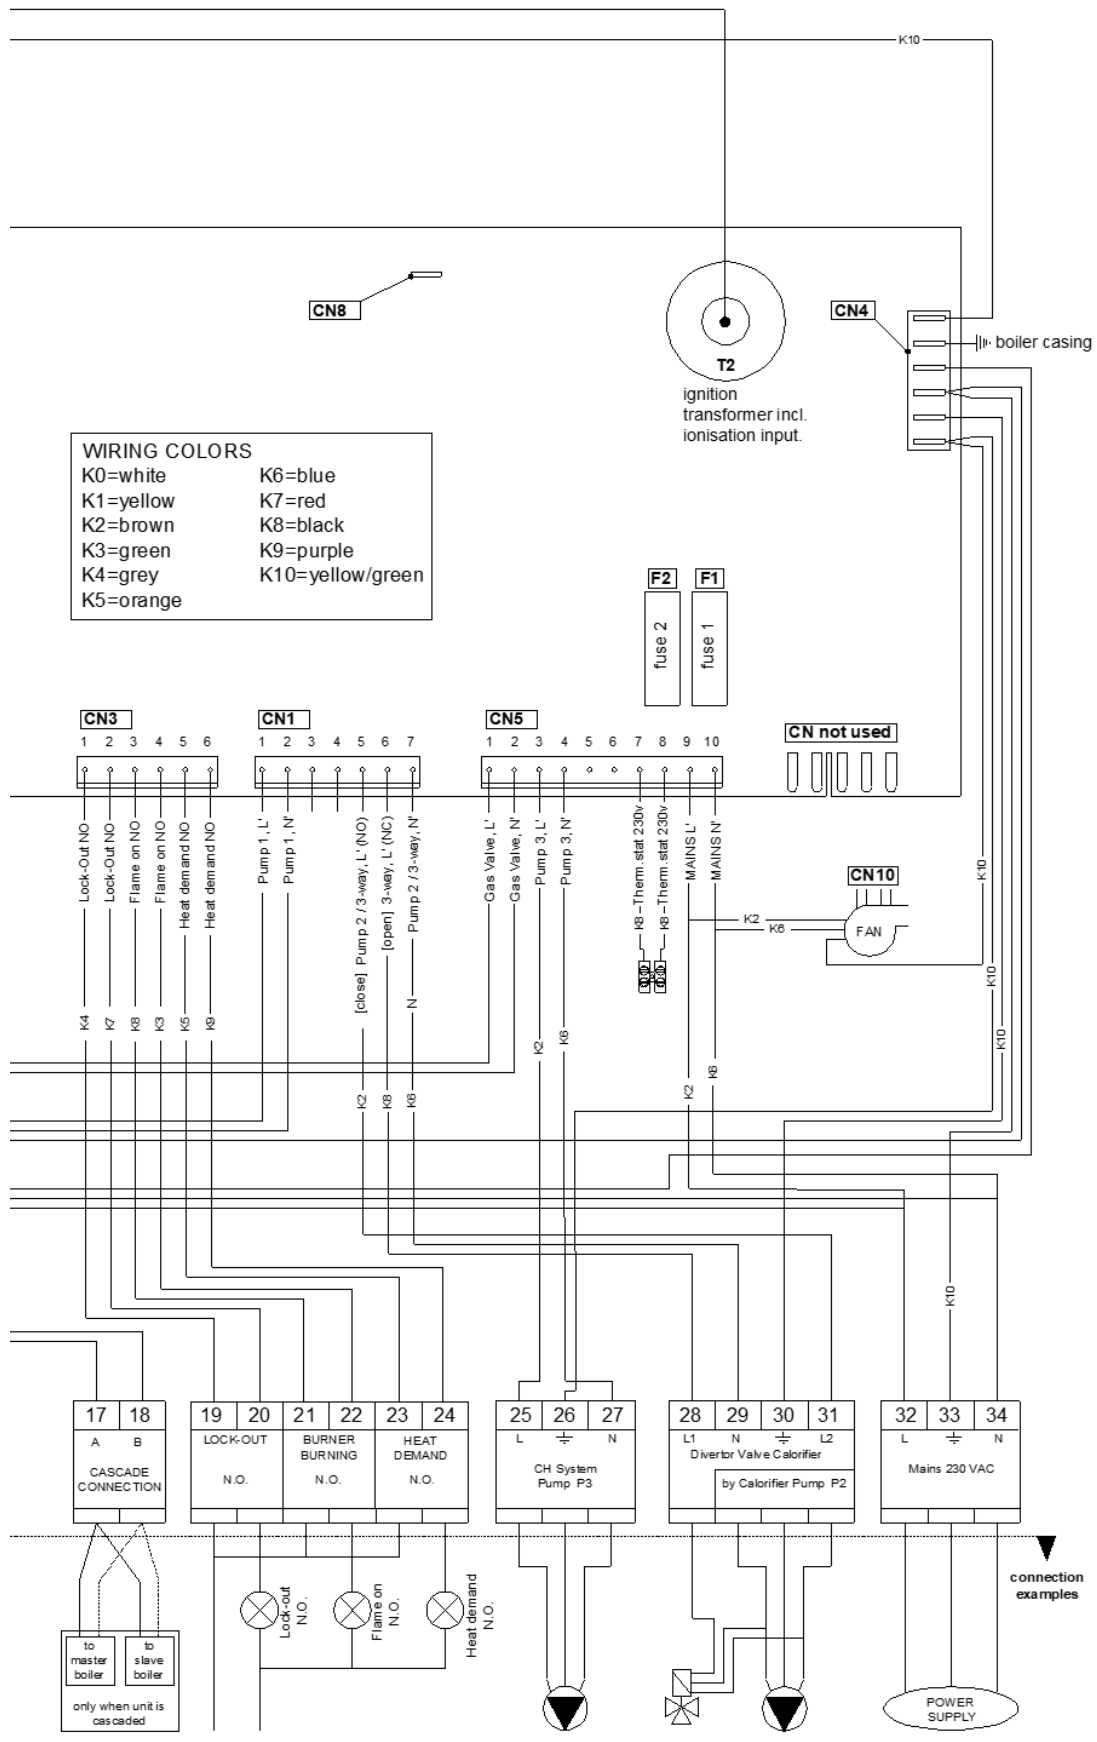 K10
CN8
CN4
boiler casing
T2
ignition
transformer incl.
ionisation input.
WIRING COLORS
K0=white
K1=yellow
K2=brown
K3=green
K4=grey
K5=orange
K6=blue
K7=red
K8=black
K9=purple
K10=yellow/green
F2
F1
fuse 2
fuse 1
CN3
CN1
CN5
CN not used
1 2 3 4 5 6
1 2 3 4 5 6 7
1 2 3 4 5 6 7 8 9 10
Lock-Out NO
Lock-Out NO
Flame on NO
Flame on NO
Heat demand NO
Heat demand NO
Pump 1, L'
Pump 1, N'
[close] Pump 2 / 3-way, L' (NO)
[open] 3-way, L' (NC)
Pump 2 / 3-way, N'
Gas Valve, L'
Gas Valve, N'
Pump 3, L'
Pump 3, N'
K8 Therm.stat 230v
K8 Therm.stat 230v
MAINS L'
MAINS N'
CN10
FAN
K2
K6
K10
K10
K10
N
K4
K7
K8
K3
K5
K9
K2
K8
K6
K2
K6
K2
K6
K10
17 18
A B
CASCADE
CONNECTION
19 20 21 22 23 24
LOCK-OUT
N.O.
BURNER
BURNING
N.O.
HEAT
DEMAND
N.O.
25 26 27
L N
CH System
Pump P3
28 29 30 31
L1 N L2
Divertor Valve Calorifier
by Calorifier Pump P2
32 33 34
L N
Mains 230 VAC
connection
examples
Lock-out
N.O.
Flame on
N.O.
Heat demand
N.O.
to
master
boiler
to
slave
boiler
only when unit is
cascaded
POWER
SUPPLY